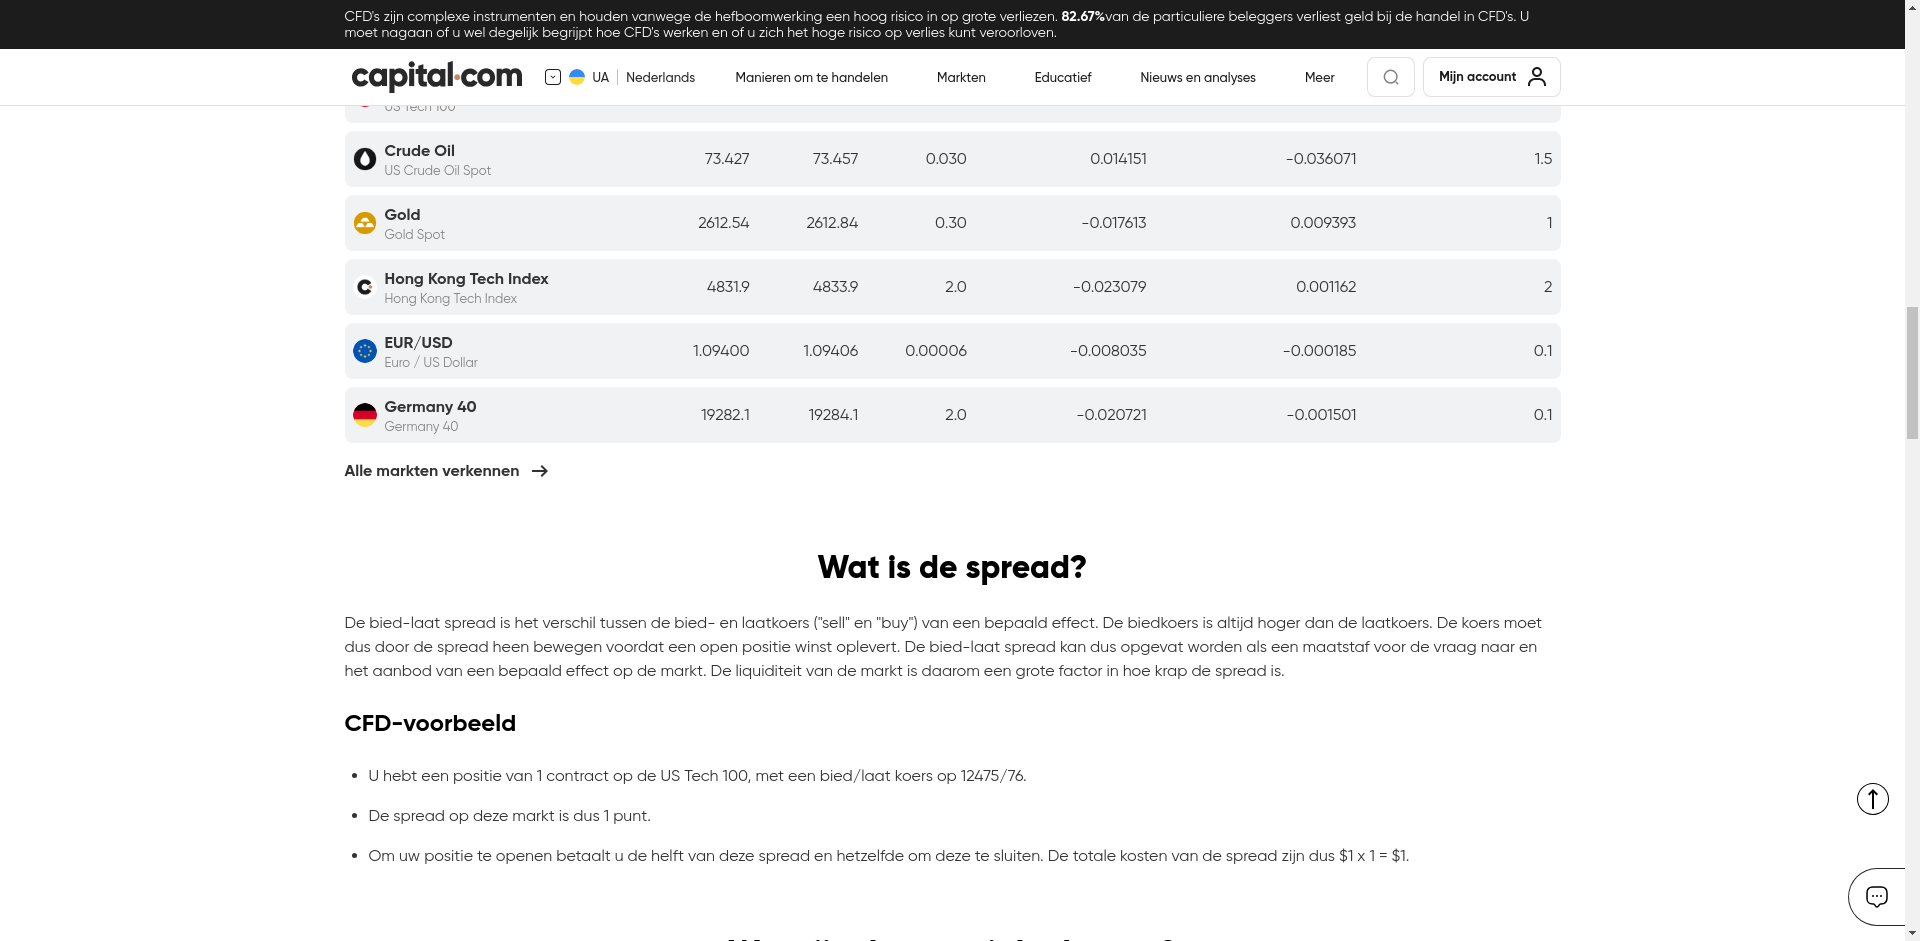 CFD's zijn complexe instrumenten en houden vanwege de hefboomwerking een hoog risico in op grote verliezen. 82.67%van de particuliere beleggers verliest geld bij de handel in CFD's. U
moet nagaan of u wel degelijk begrijpt hoe CFD's werken en of u zich het hoge risico op verlies kunt veroorloven.
capital.com UA Nederlands Manieren om te handelen Markten Educatief Nieuws en analyses Meer Mijn account
US Tech 100
Crude Oil 73.427 73.457 0.030 0.014151 -0.036071 1.5
US Crude Oil Spot
Gold 2612.54 2612.84 0.30 -0.017613 0.009393 1
Gold Spot
Hong Kong Tech Index 4831.9 4833.9 2.0 -0.023079 0.001162 2
Hong Kong Tech Index
EUR/USD 1.09400 1.09406 0.00006 -0.008035 -0.000185 0.1
Euro / US Dollar
Germany 40 19282.1 19284.1 2.0 -0.020721 -0.001501 0.1
Germany 40
Alle markten verkennen
Wat is de spread?
De bied-laat spread is het verschil tussen de bied- en laatkoers ("sell" en "buy") van een bepaald effect. De biedkoers is altijd hoger dan de laatkoers. De koers moet
dus door de spread heen bewegen voordat een open positie winst oplevert. De bied-laat spread kan dus opgevat worden als een maatstaf voor de vraag naar en
het aanbod van een bepaald effect op de markt. De liquiditeit van de markt is daarom een grote factor in hoe krap de spread is.
CFD-voorbeeld
• U hebt een positie van 1 contract op de US Tech 100, met een bied/laat koers op 12475/76.
• De spread op deze markt is dus 1 punt.
• Om uw positie te openen betaalt u de helft van deze spread en hetzelfde om deze te sluiten. De totale kosten van de spread zijn dus $1 x 1 = $1.